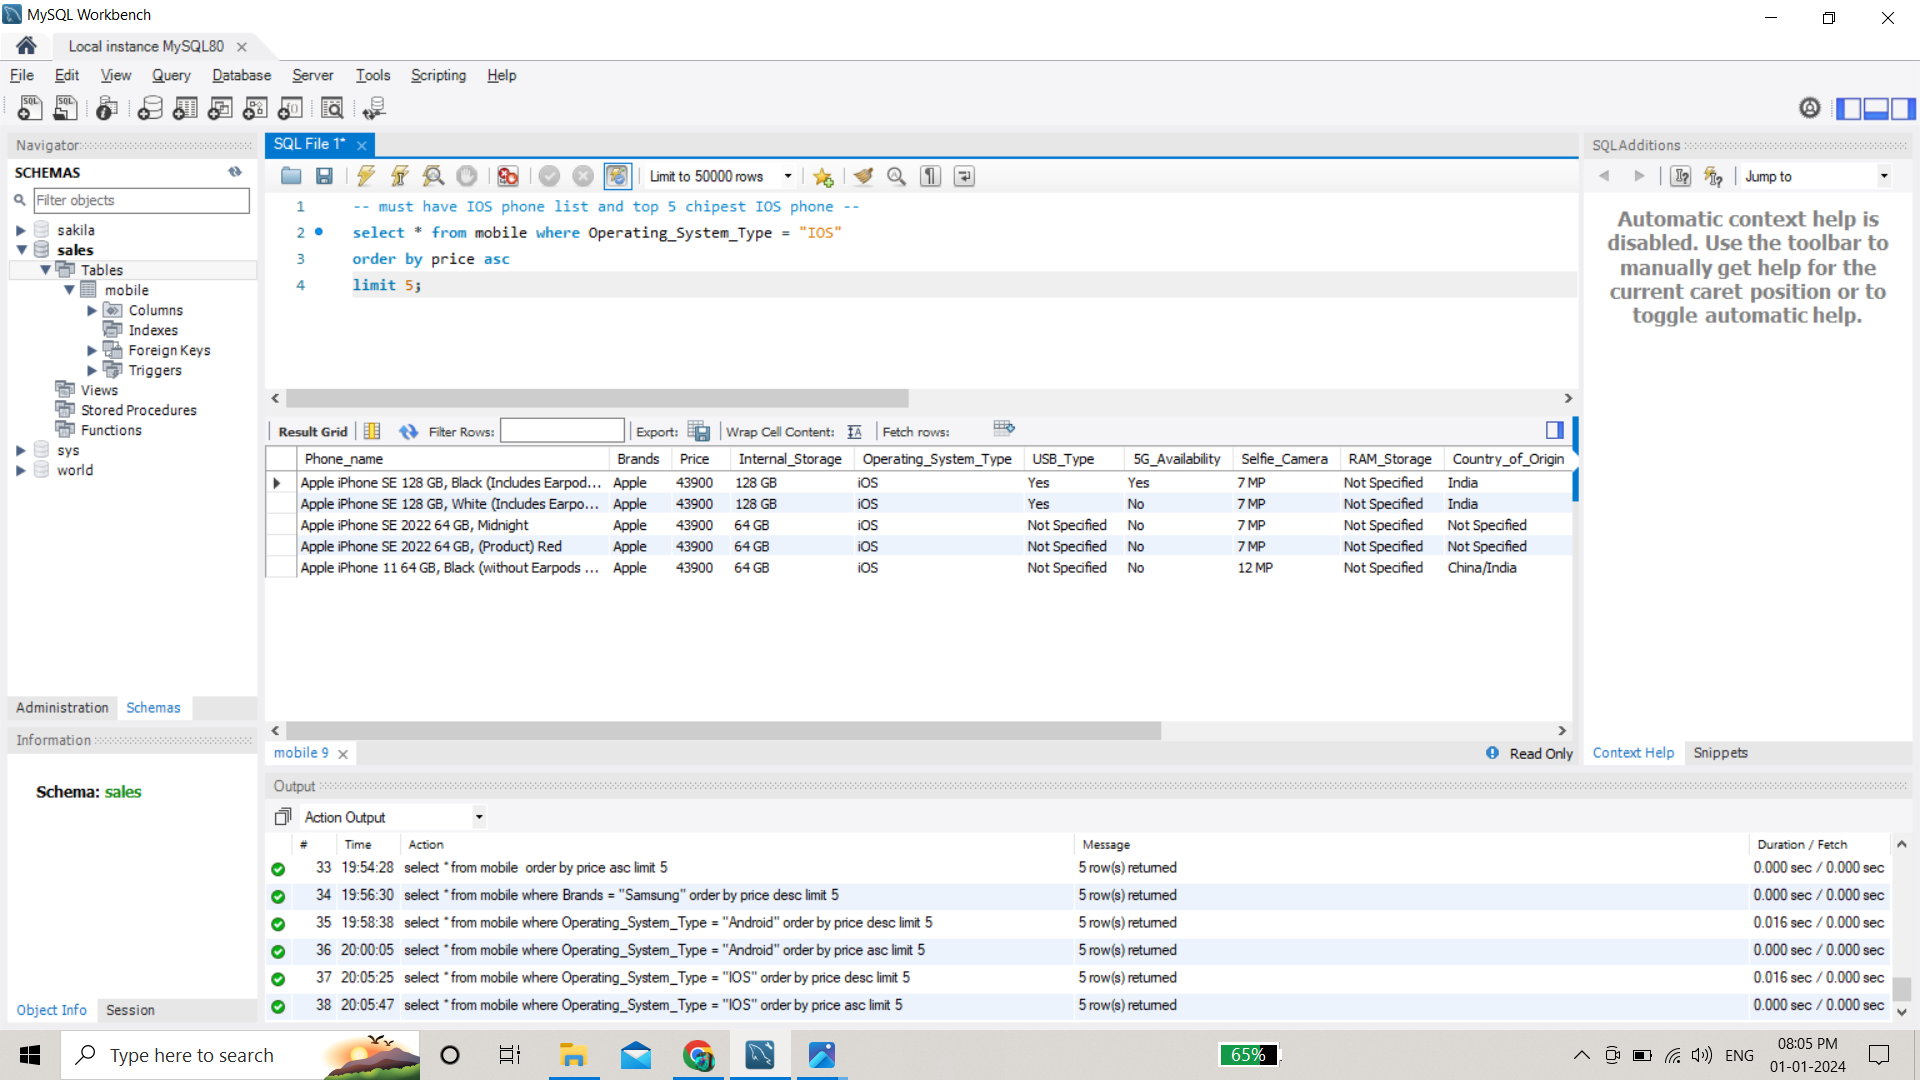 MySQL Workbench
Local instance MySQL80
File Edit View Query Database Server Tools Scripting Help
Navigator
SCHEMAS
Filter objects
sakila
sales
Tables
mobile
Columns
Indexes
Foreign Keys
Triggers
Views
Stored Procedures
Functions
sys
world
Administration Schemas
Information
Schema: sales
Object Info Session
SQL File 1*
Limit to 50000 rows
1 -- must have IOS phone list and top 5 chipest IOS phone --
2 select * from mobile where Operating_System_Type = "IOS"
3 order by price asc
4 limit 5;
Result Grid Filter Rows: Export: Wrap Cell Content: Fetch rows:
Phone_name Brands Price Internal_Storage Operating_System_Type USB_Type 5G_Availability Selfie_Camera RAM_Storage Country_of_Origin
Apple iPhone SE 128 GB, Black (Includes Earpod... Apple 43900 128 GB iOS Yes Yes 7 MP Not Specified India
Apple iPhone SE 128 GB, White (Includes Earpo... Apple 43900 128 GB iOS Yes No 7 MP Not Specified India
Apple iPhone SE 2022 64 GB, Midnight Apple 43900 64 GB iOS Not Specified No 7 MP Not Specified Not Specified
Apple iPhone SE 2022 64 GB, (Product) Red Apple 43900 64 GB iOS Not Specified No 7 MP Not Specified Not Specified
Apple iPhone 11 64 GB, Black (without Earpods ... Apple 43900 64 GB iOS Not Specified No 12 MP Not Specified China/India
mobile 9
Read Only
SQLAdditions
Jump to
Automatic context help is
disabled. Use the toolbar to
manually get help for the
current caret position or to
toggle automatic help.
Context Help Snippets
Output
Action Output
# Time Action Message Duration / Fetch
33 19:54:28 select * from mobile order by price asc limit 5 5 row(s) returned 0.000 sec / 0.000 sec
34 19:56:30 select * from mobile where Brands = "Samsung" order by price desc limit 5 5 row(s) returned 0.000 sec / 0.000 sec
35 19:58:38 select * from mobile where Operating_System_Type = "Android" order by price desc limit 5 5 row(s) returned 0.016 sec / 0.000 sec
36 20:00:05 select * from mobile where Operating_System_Type = "Android" order by price asc limit 5 5 row(s) returned 0.000 sec / 0.000 sec
37 20:05:25 select * from mobile where Operating_System_Type = "IOS" order by price desc limit 5 5 row(s) returned 0.016 sec / 0.000 sec
38 20:05:47 select * from mobile where Operating_System_Type = "IOS" order by price asc limit 5 5 row(s) returned 0.000 sec / 0.000 sec
Type here to search
65%
ENG
08:05 PM
01-01-2024